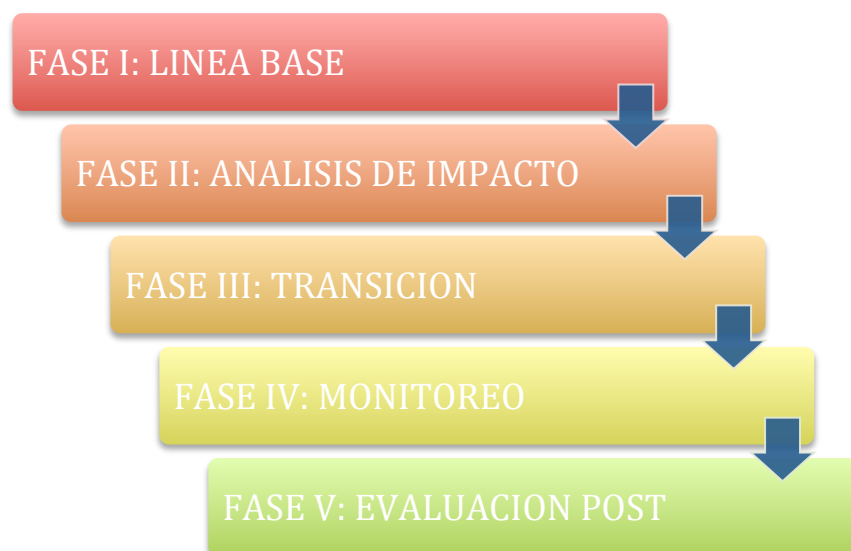 FASE I: LINEA BASE
FASE II: ANALISIS DE IMPACTO
FASE III: TRANSICION
FASE IV: MONITOREO
FASE V: EVALUACION POST